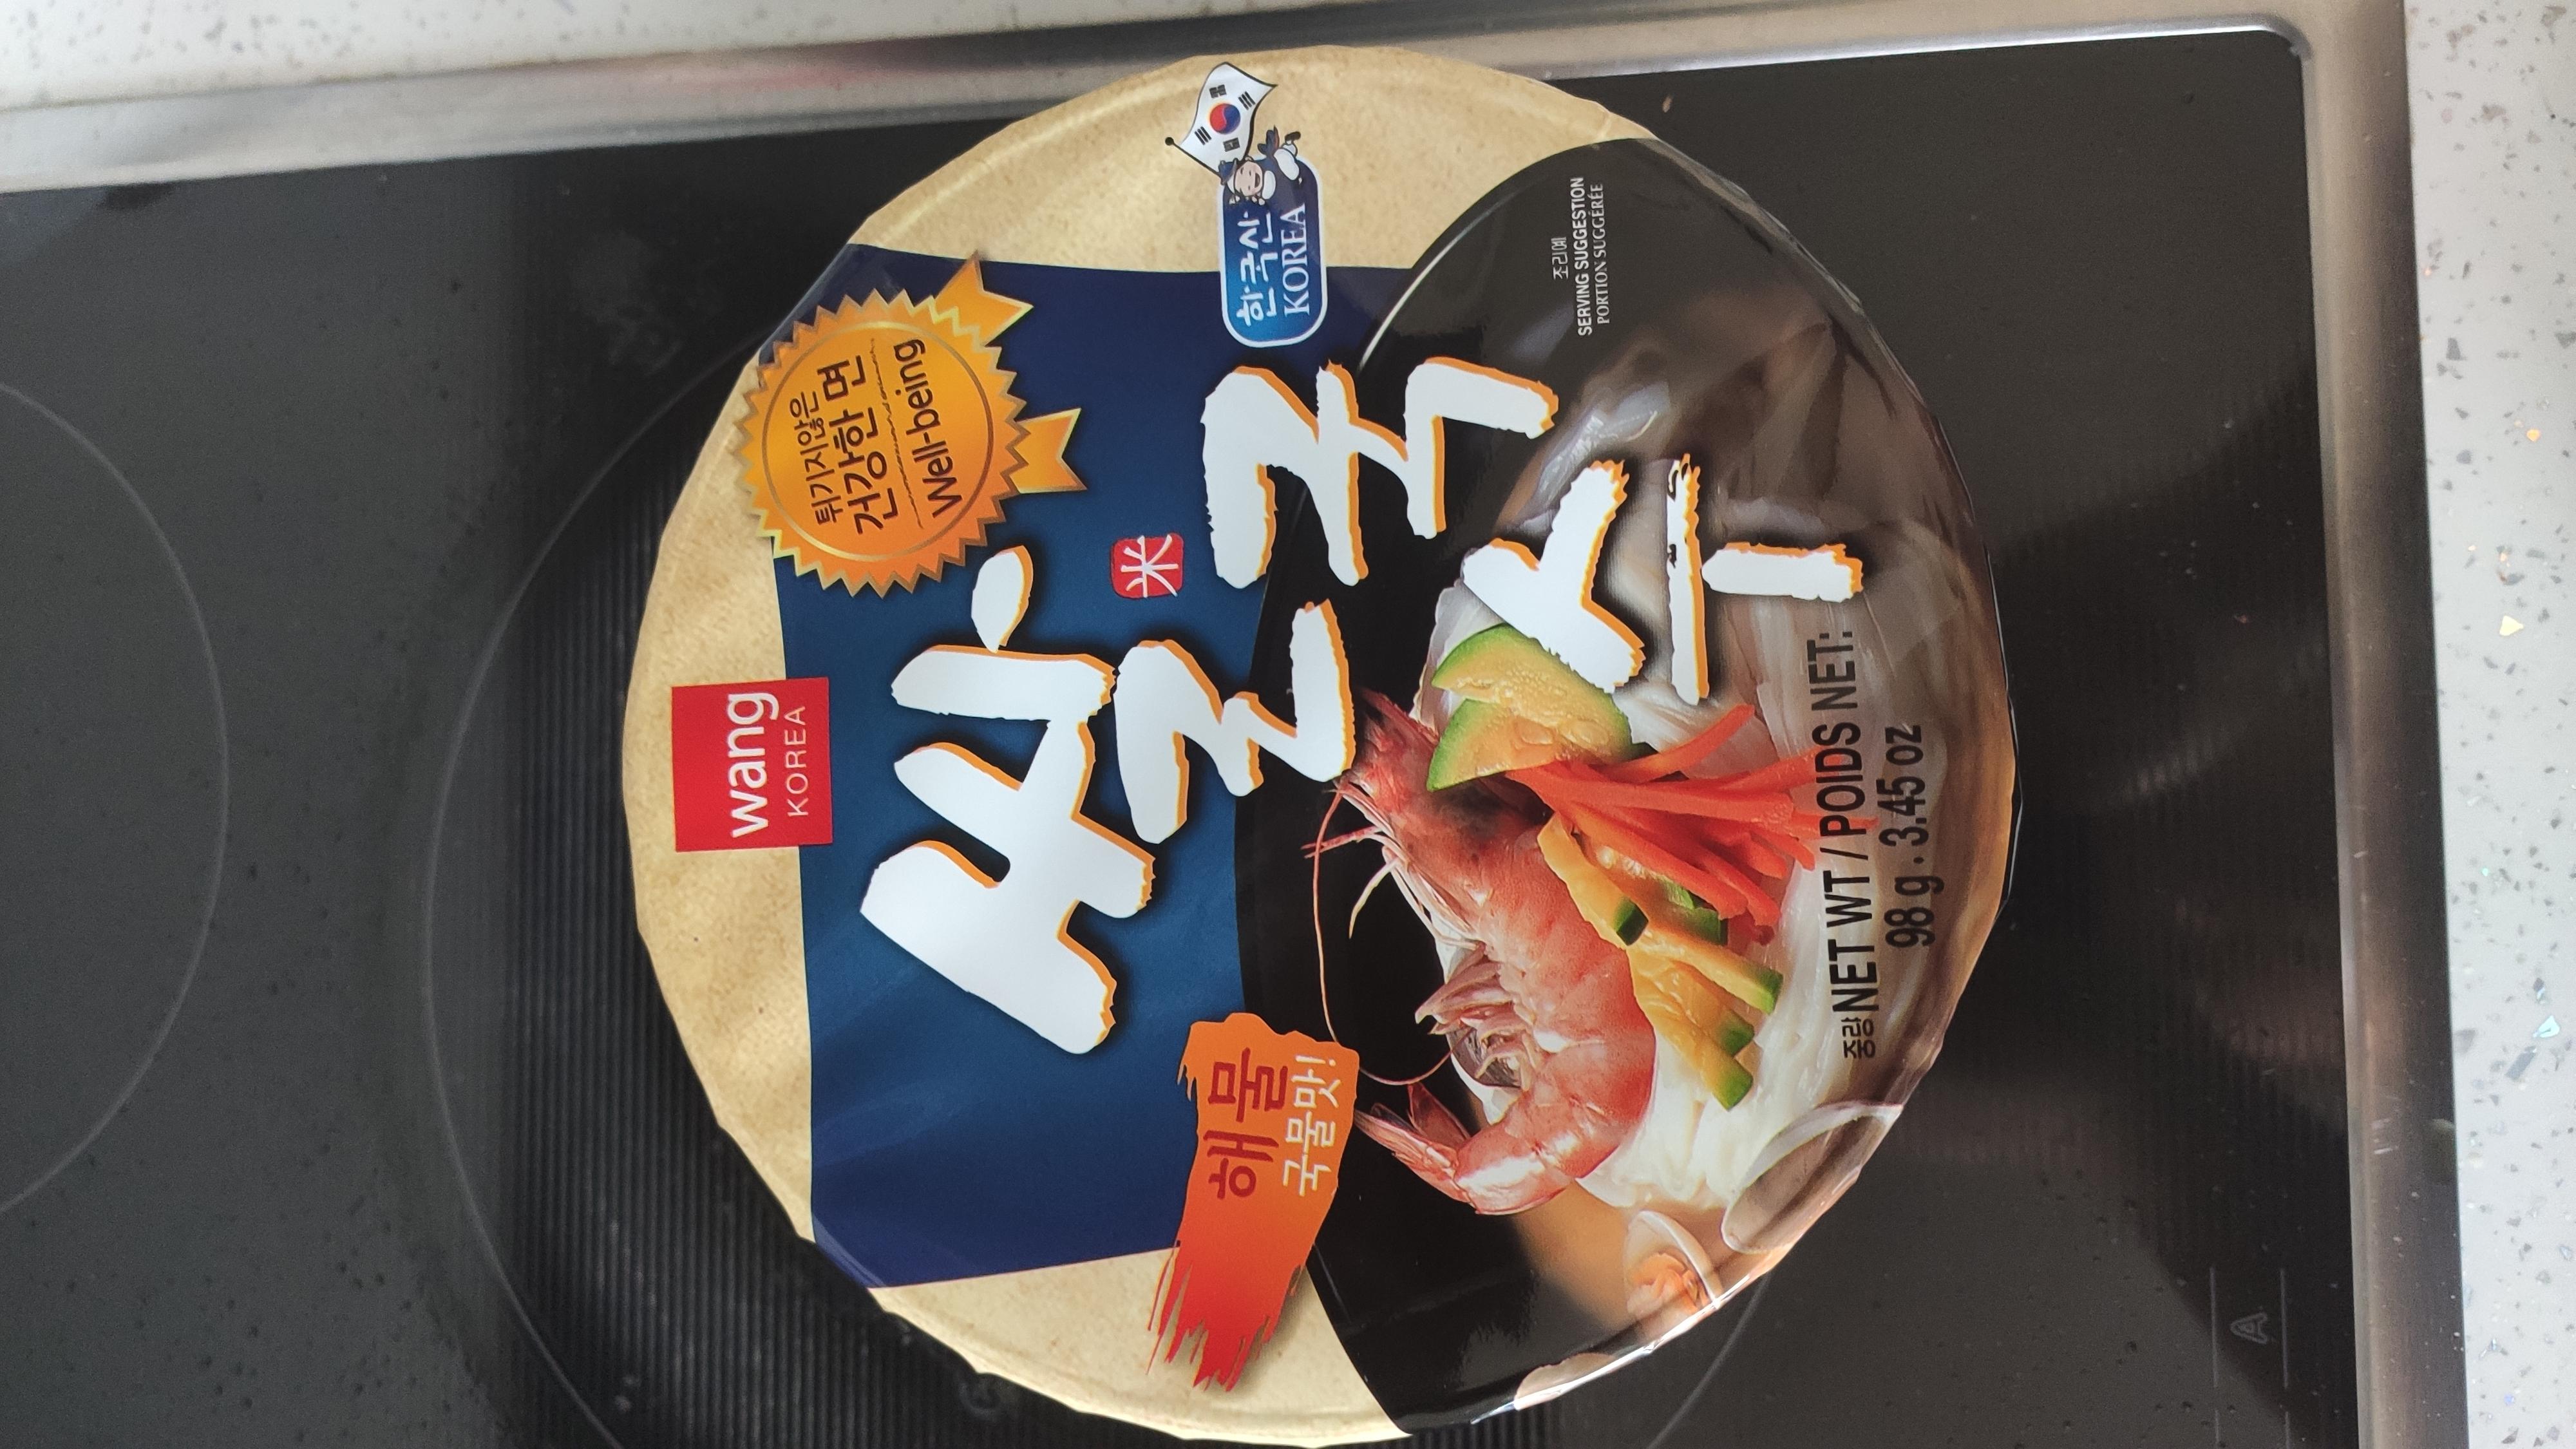 wang
KOREA
튀기지않은
건강한 면
Well-being
쌀
米
국
수
한국산
KOREA
해물
국물맛!
조리예
SERVING SUGGESTION
PORTION SUGGÉRÉE
중량 NET WT / POIDS NET:
98 g . 3.45 oz
A